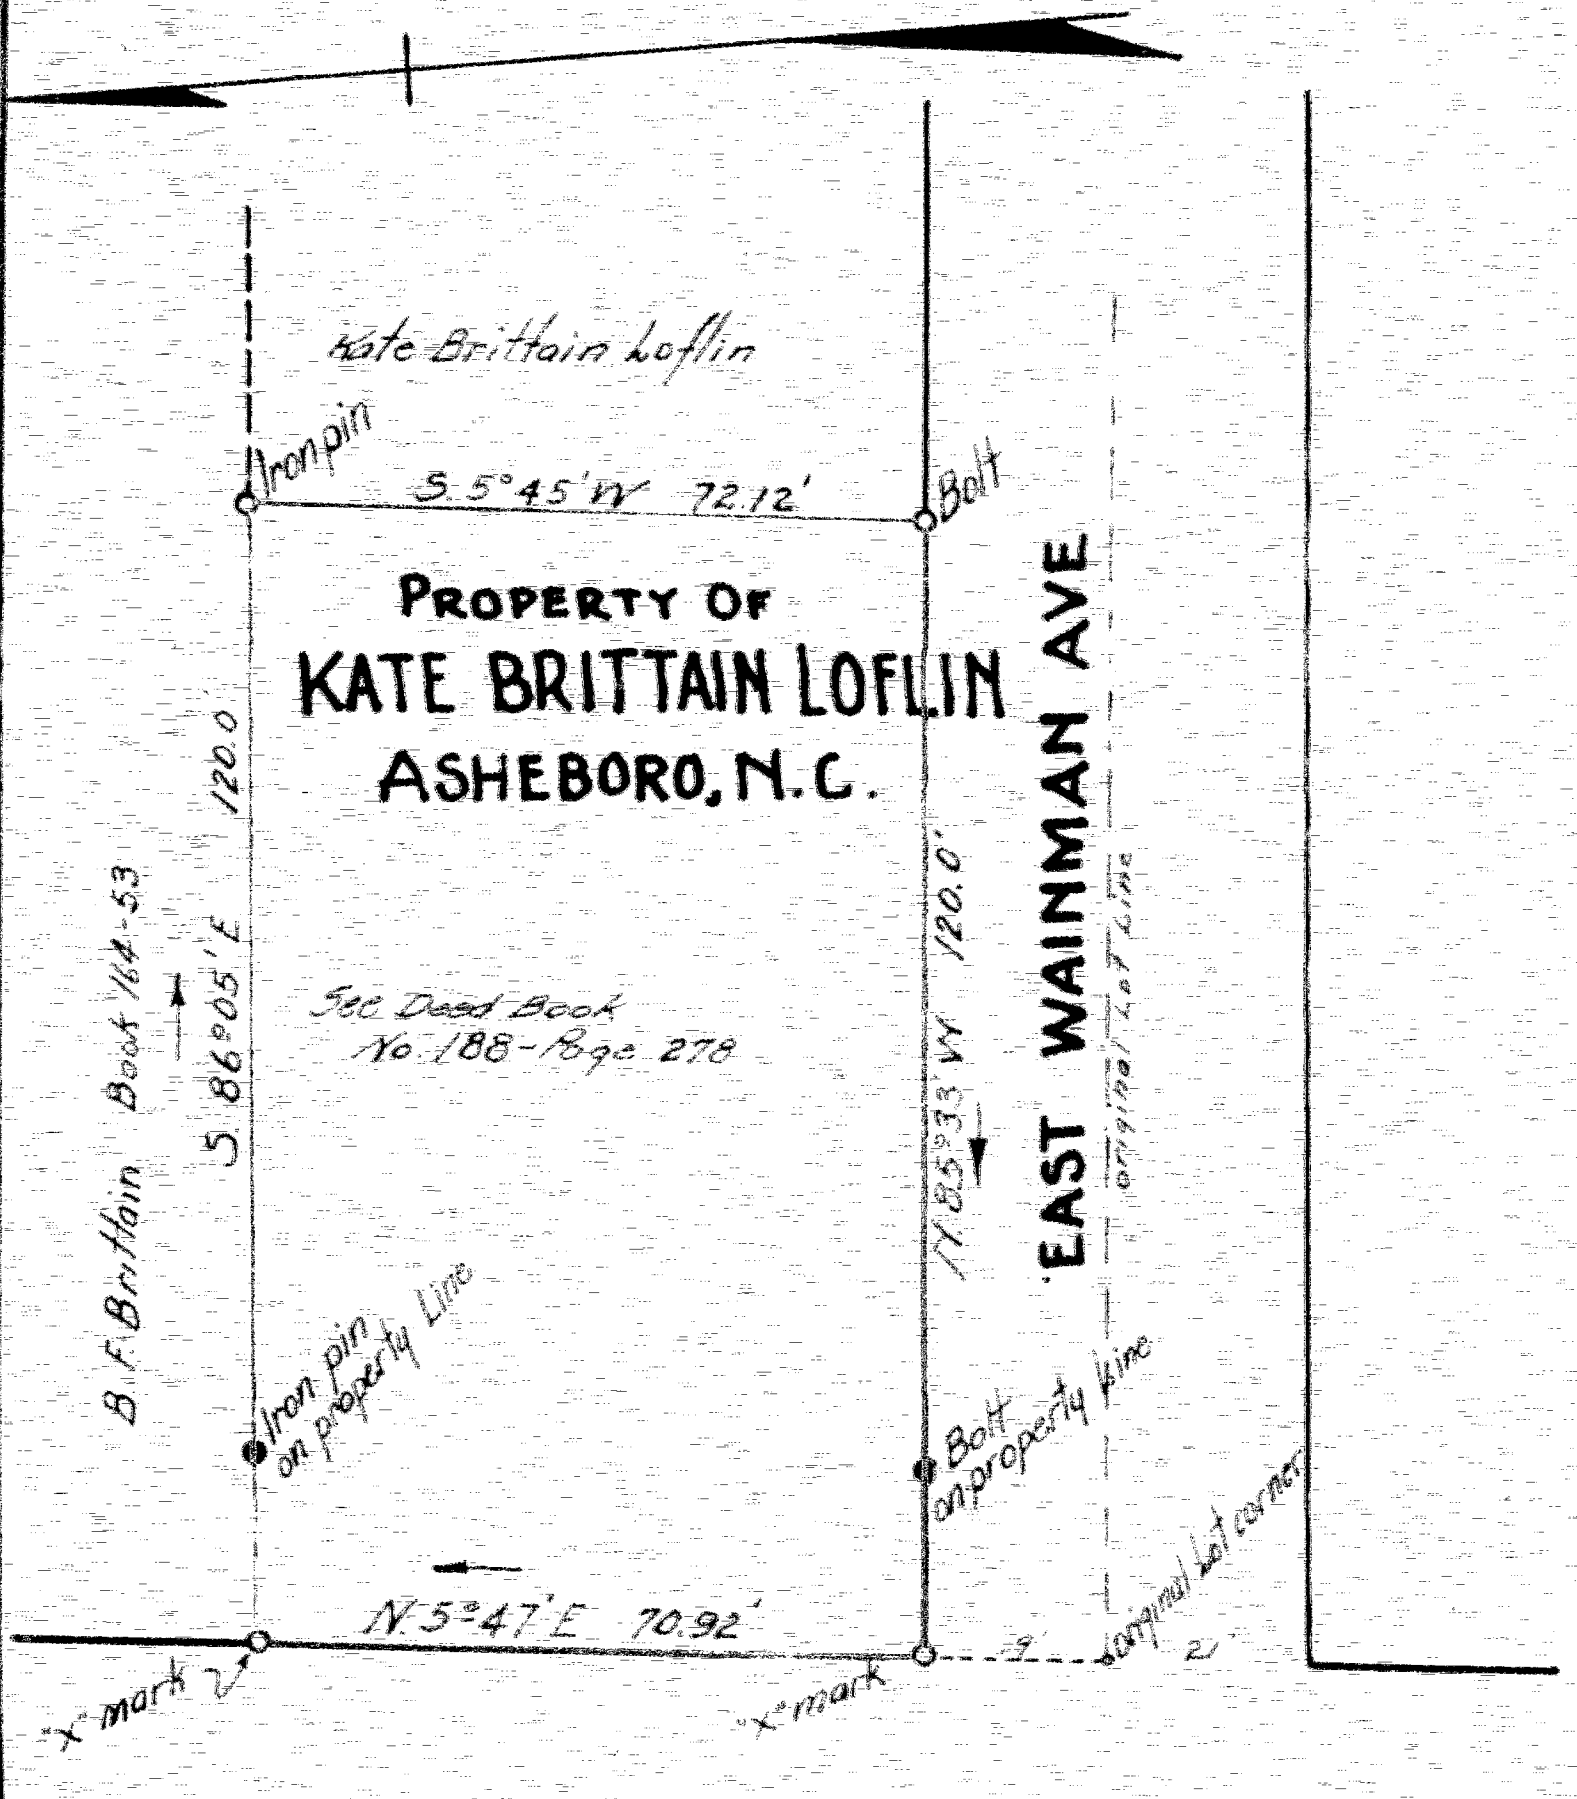 Kate Brittain Loflin
Iron pin
S. 5° 45' W 72.12'
Bolt
PROPERTY OF
KATE BRITTAIN LOFLIN
ASHEBORO, N.C.
S. 86° 05' E 120.0
B. F. Brittain Book 164-53
See Deed Book
No. 188 - Page 278
N. 85° 33' W 120.0'
EAST WAINMAN AVE
original Lot Line
Iron pin
on property Line
Bolt
on property Line
original Lot corner
N. 5° 47' E 70.92'
9'
21'
"X" mark
"X" mark